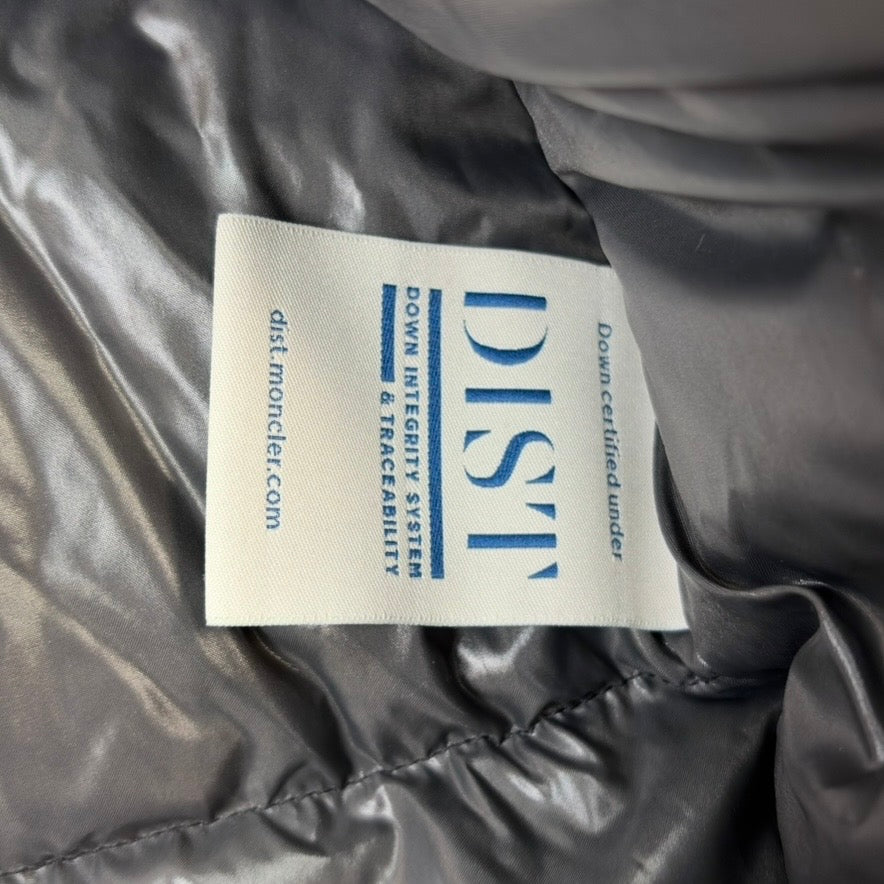 Down certified under
DIST
DOWN INTEGRITY SYSTEM
& TRACEABILITY
dist.moncler.com